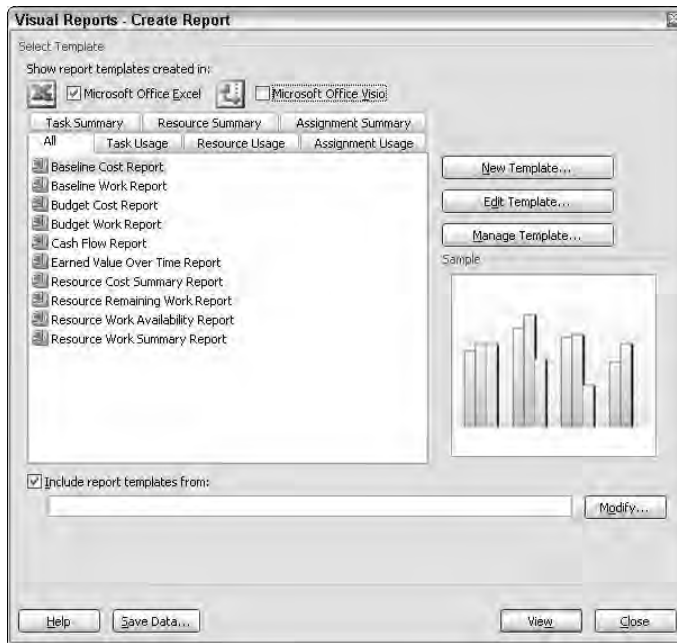 Visual Reports - Create Report
Select Template
Show report templates created in:
Microsoft Office Excel
Microsoft Office Visio
Task Summary
Resource Summary
Assignment Summary
All
Task Usage
Resource Usage
Assignment Usage
Baseline Cost Report
Baseline Work Report
Budget Cost Report
Budget Work Report
Cash Flow Report
Earned Value Over Time Report
Resource Cost Summary Report
Resource Remaining Work Report
Resource Work Availability Report
Resource Work Summary Report
New Template...
Edit Template...
Manage Template...
Sample
Include report templates from:
Modify...
Help
Save Data...
View
Close